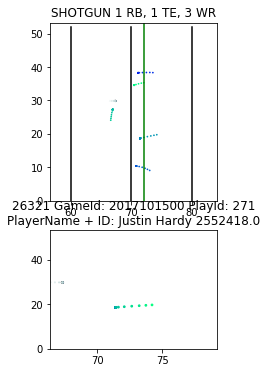 SHOTGUN 1 RB, 1 TE, 3 WR
50
40
30
20
10
0
60 70 80
26321 GameId: 2017101500 PlayId: 271
PlayerName + ID: Justin Hardy 2552418.0
40
20
0
70 75